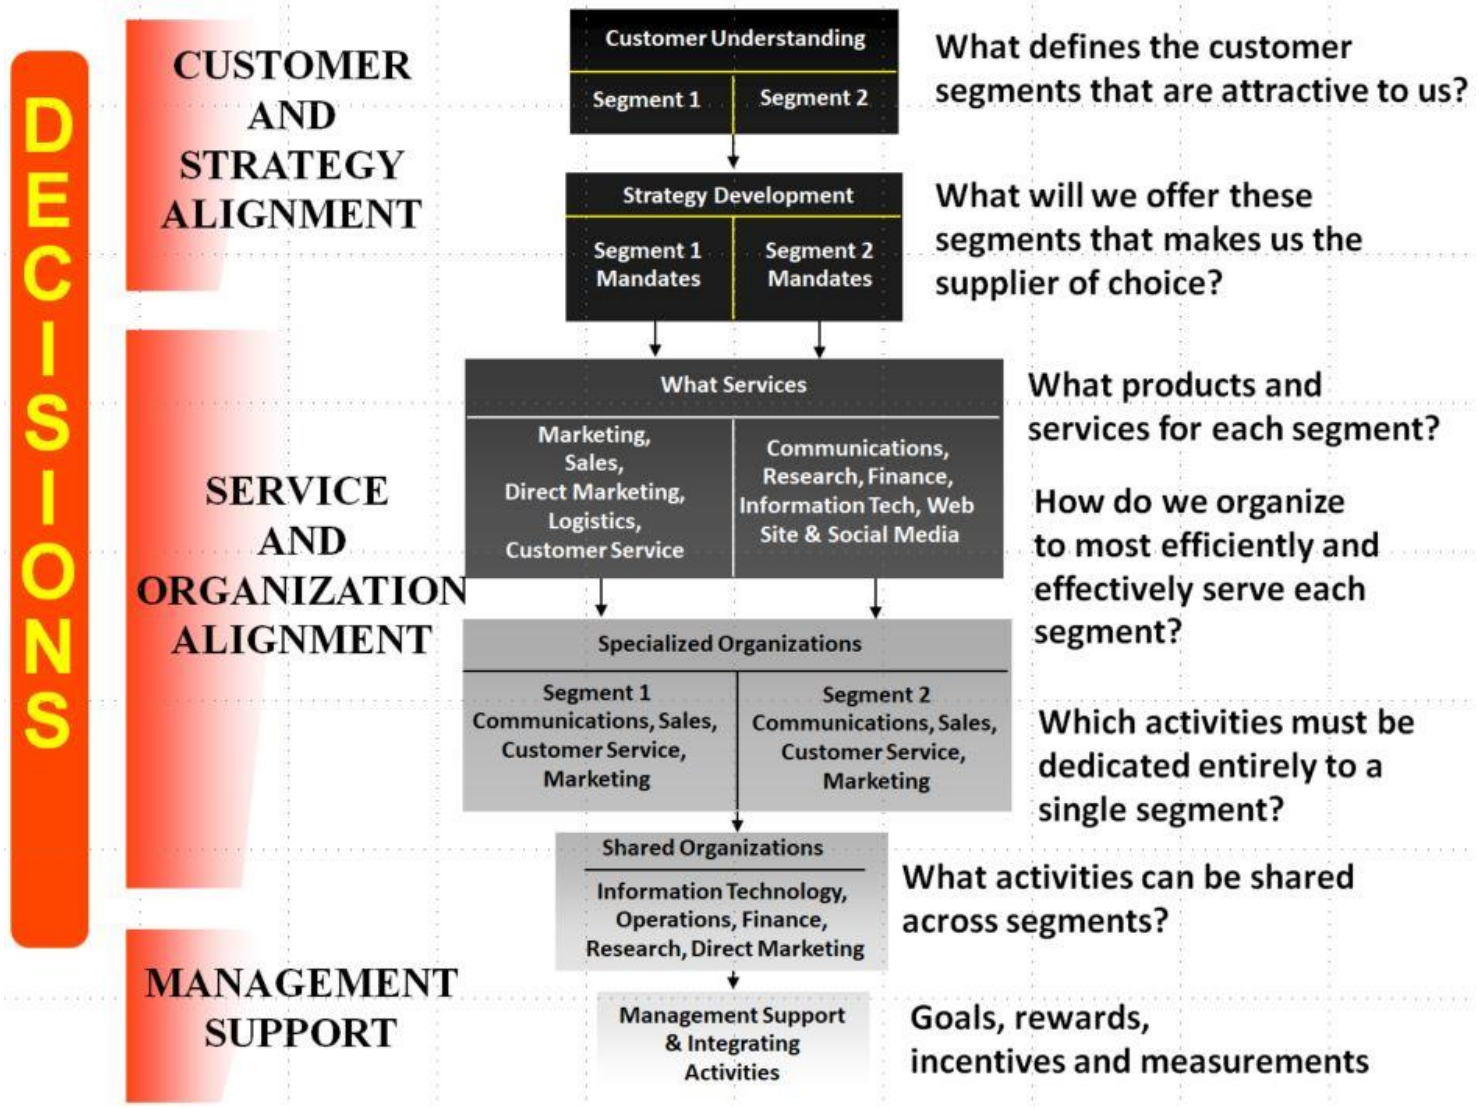 DECISIONS
CUSTOMER
AND
STRATEGY
ALIGNMENT
Customer Understanding
Segment 1
Segment 2
What defines the customer
segments that are attractive to us?
Strategy Development
Segment 1
Mandates
Segment 2
Mandates
What will we offer these
segments that makes us the
supplier of choice?
SERVICE
AND
ORGANIZATION
ALIGNMENT
What Services
Marketing,
Sales,
Direct Marketing,
Logistics,
Customer Service
Communications,
Research, Finance,
Information Tech, Web
Site & Social Media
What products and
services for each segment?
How do we organize
to most efficiently and
effectively serve each
segment?
Specialized Organizations
Segment 1
Communications, Sales,
Customer Service,
Marketing
Segment 2
Communications, Sales,
Customer Service,
Marketing
Which activities must be
dedicated entirely to a
single segment?
Shared Organizations
Information Technology,
Operations, Finance,
Research, Direct Marketing
What activities can be shared
across segments?
MANAGEMENT
SUPPORT
Management Support
& Integrating
Activities
Goals, rewards,
incentives and measurements